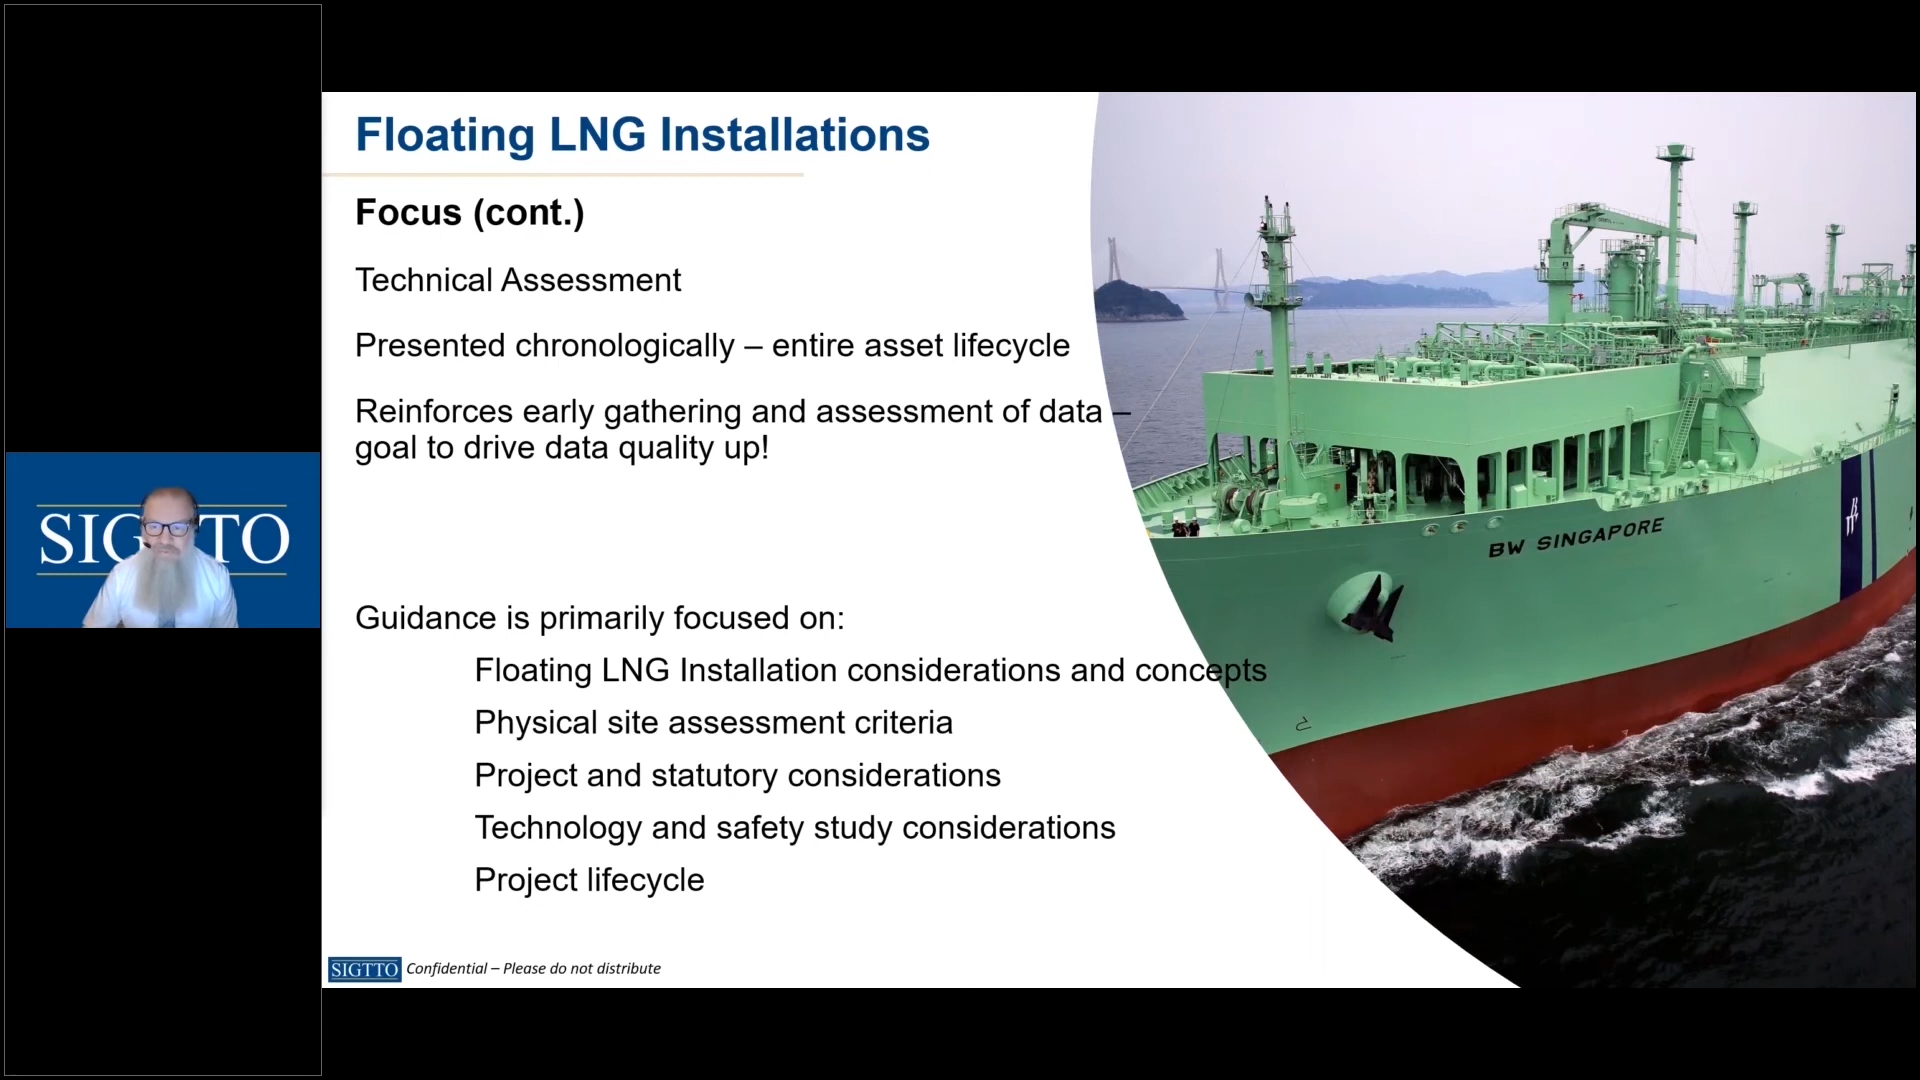 Floating LNG Installations
Focus (cont.)
Technical Assessment
Presented chronologically – entire asset lifecycle
Reinforces early gathering and assessment of data –
goal to drive data quality up!
Guidance is primarily focused on:
Floating LNG Installation considerations and concepts
Physical site assessment criteria
Project and statutory considerations
Technology and safety study considerations
Project lifecycle
SIGTTO Confidential – Please do not distribute
BW SINGAPORE